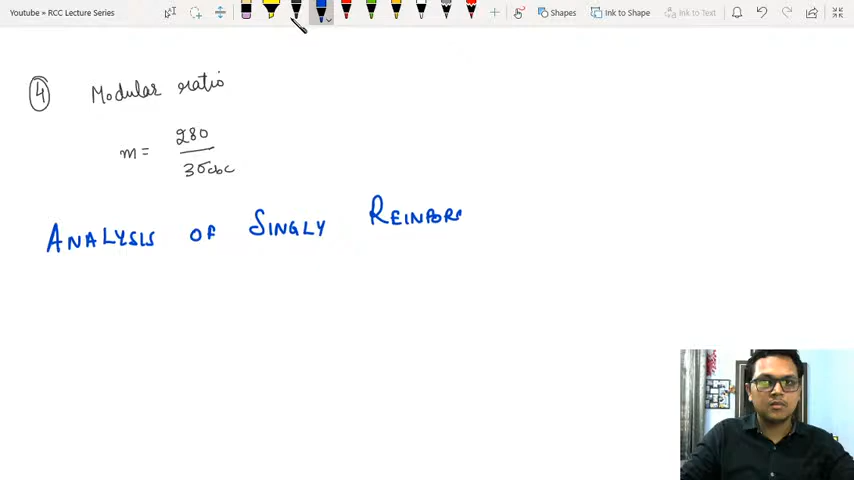 Youtube » RCC Lecture Series
Shapes
Ink to Shape
Ink to Text
4 Modular ratio
m = 280
3σcbc
ANALYSIS OF SINGLY REINFOR